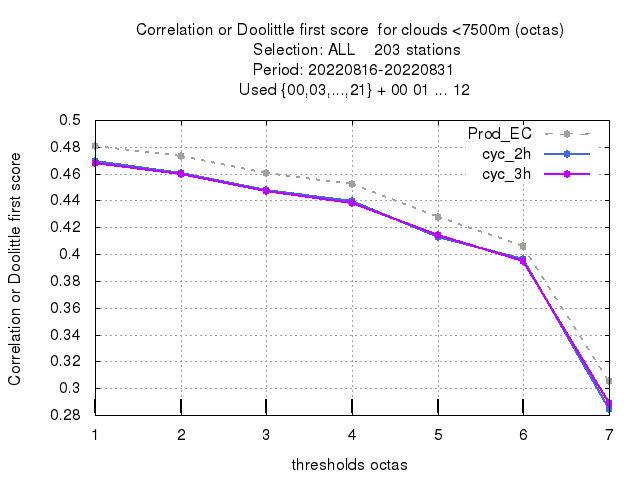 Correlation or Doolittle first score  for clouds <7500m (octas)
Selection: ALL    203 stations
Period: 20220816-20220831
Used {00,03,...,21} + 00 01 ... 12
Prod_EC
cyc_2h
cyc_3h
Correlation or Doolittle first score
0.5
0.48
0.46
0.44
0.42
0.4
0.38
0.36
0.34
0.32
0.3
0.28
1 2 3 4 5 6 7
thresholds octas